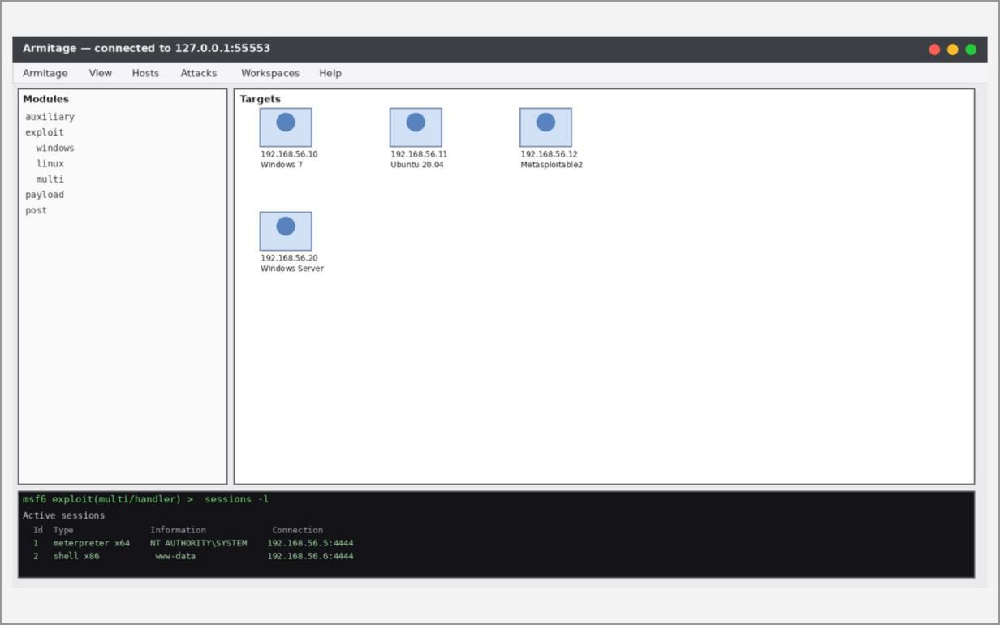 Armitage — connected to 127.0.0.1:55553
Armitage View Hosts Attacks Workspaces Help
Modules
auxiliary
exploit
windows
linux
multi
payload
post
Targets
192.168.56.10
Windows 7
192.168.56.11
Ubuntu 20.04
192.168.56.12
Metasploitable2
192.168.56.20
Windows Server
msf6 exploit(multi/handler) > sessions -l
Active sessions
Id Type Information Connection
1 meterpreter x64 NT AUTHORITY\SYSTEM 192.168.56.5:4444
2 shell x86 www-data 192.168.56.6:4444